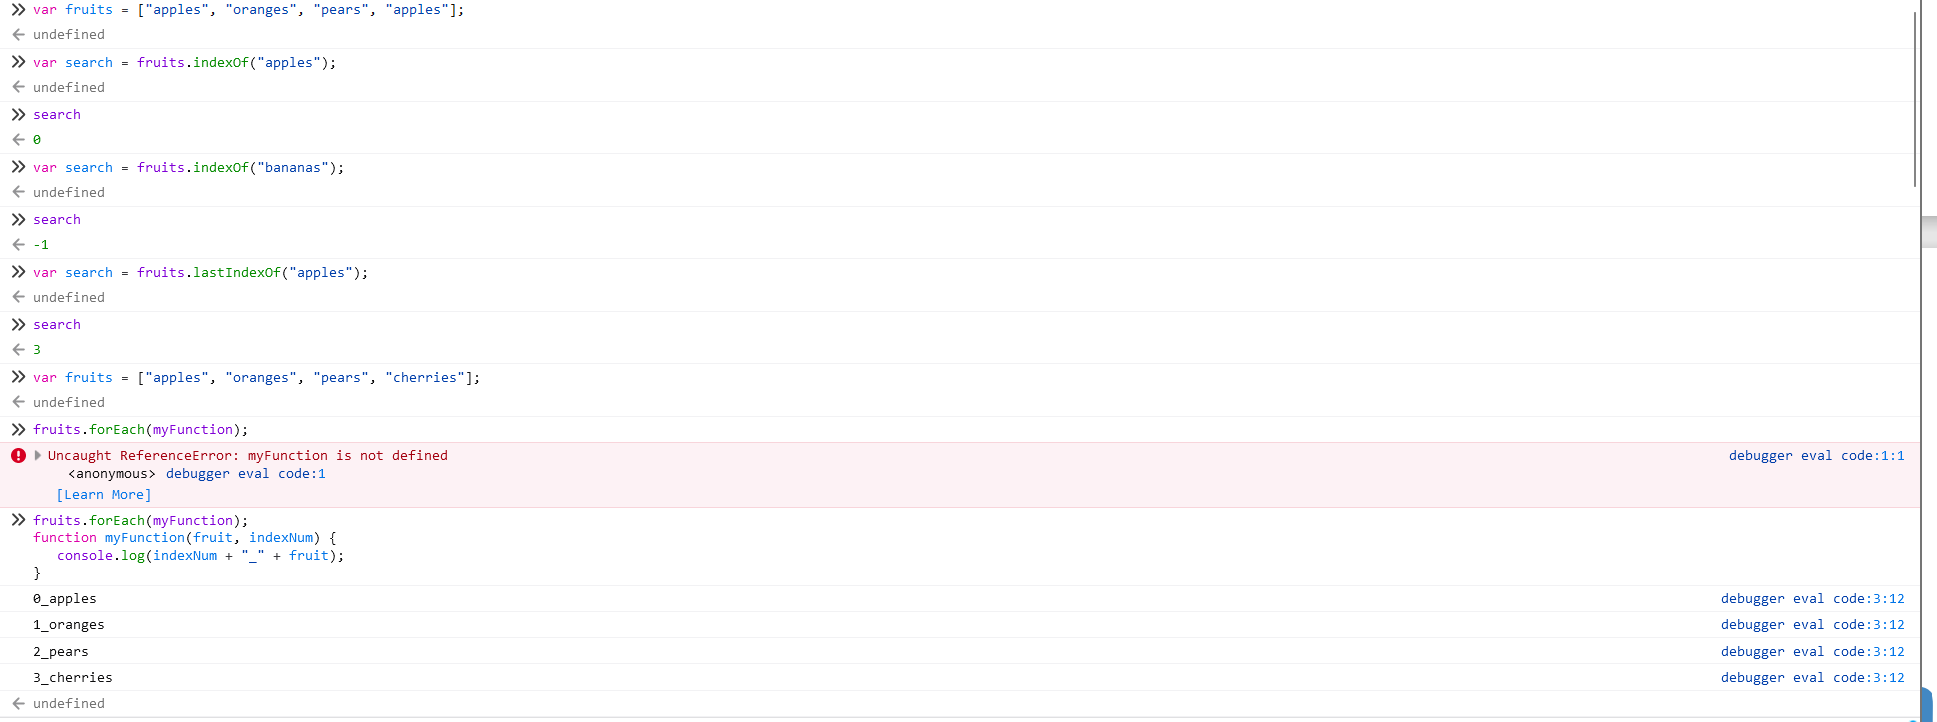 var fruits = ["apples", "oranges", "pears", "apples"];
undefined
var search = fruits.indexOf("apples");
undefined
search
0
var search = fruits.indexOf("bananas");
undefined
search
-1
var search = fruits.lastIndexOf("apples");
undefined
search
3
var fruits = ["apples", "oranges", "pears", "cherries"];
undefined
fruits.forEach(myFunction);
Uncaught ReferenceError: myFunction is not defined debugger eval code:1:1
<anonymous> debugger eval code:1
[Learn More]
fruits.forEach(myFunction);
function myFunction(fruit, indexNum) {
console.log(indexNum + "_" + fruit);
}
0_apples debugger eval code:3:12
1_oranges debugger eval code:3:12
2_pears debugger eval code:3:12
3_cherries debugger eval code:3:12
undefined